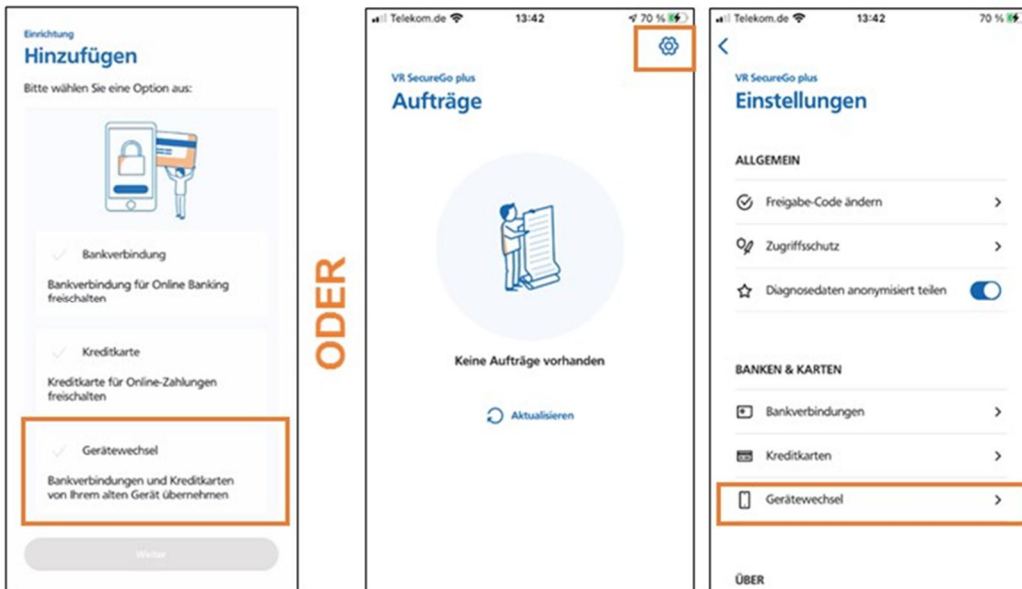 Einrichtung
Hinzufügen
Bitte wählen Sie eine Option aus:
Bankverbindung
Bankverbindung für Online Banking
freischalten
Kreditkarte
Kreditkarte für Online-Zahlungen
freischalten
Gerätewechsel
Bankverbindungen und Kreditkarten
von Ihrem alten Gerät übernehmen
Weiter
ODER
Telekom.de 13:42 70 %
VR SecureGo plus
Aufträge
Keine Aufträge vorhanden
Aktualisieren
Telekom.de 13:42 70 %
VR SecureGo plus
Einstellungen
ALLGEMEIN
Freigabe-Code ändern
Zugriffsschutz
Diagnosedaten anonymisiert teilen
BANKEN & KARTEN
Bankverbindungen
Kreditkarten
Gerätewechsel
ÜBER